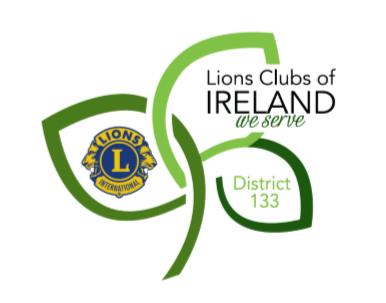 Lions Clubs of
IRELAND
we serve
LIONS
L
INTERNATIONAL
District
133